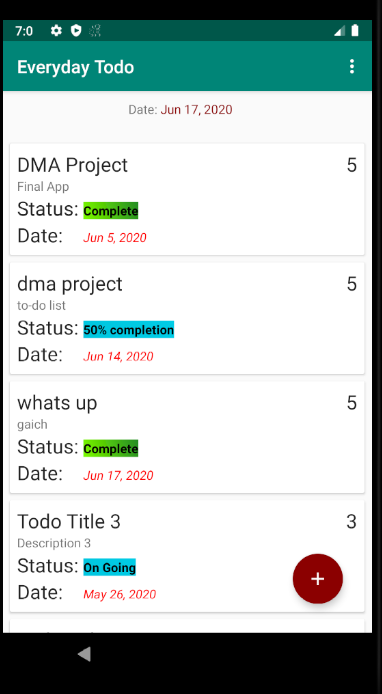 7:0
Everyday Todo
Date: Jun 17, 2020
DMA Project 5
Final App
Status: Complete
Date: Jun 5, 2020
dma project 5
to-do list
Status: 50% completion
Date: Jun 14, 2020
whats up 5
gaich
Status: Complete
Date: Jun 17, 2020
Todo Title 3 3
Description 3
Status: On Going
Date: May 26, 2020